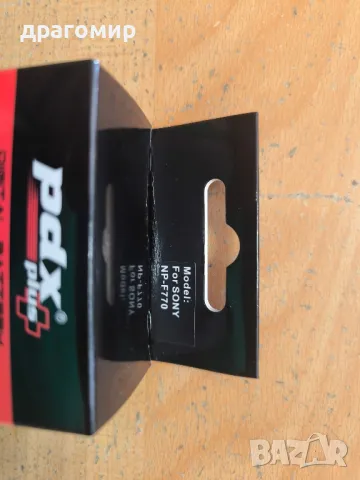 драгомир
pdx®
plus+
Model:
For SONY
NP-F770
BAZAR